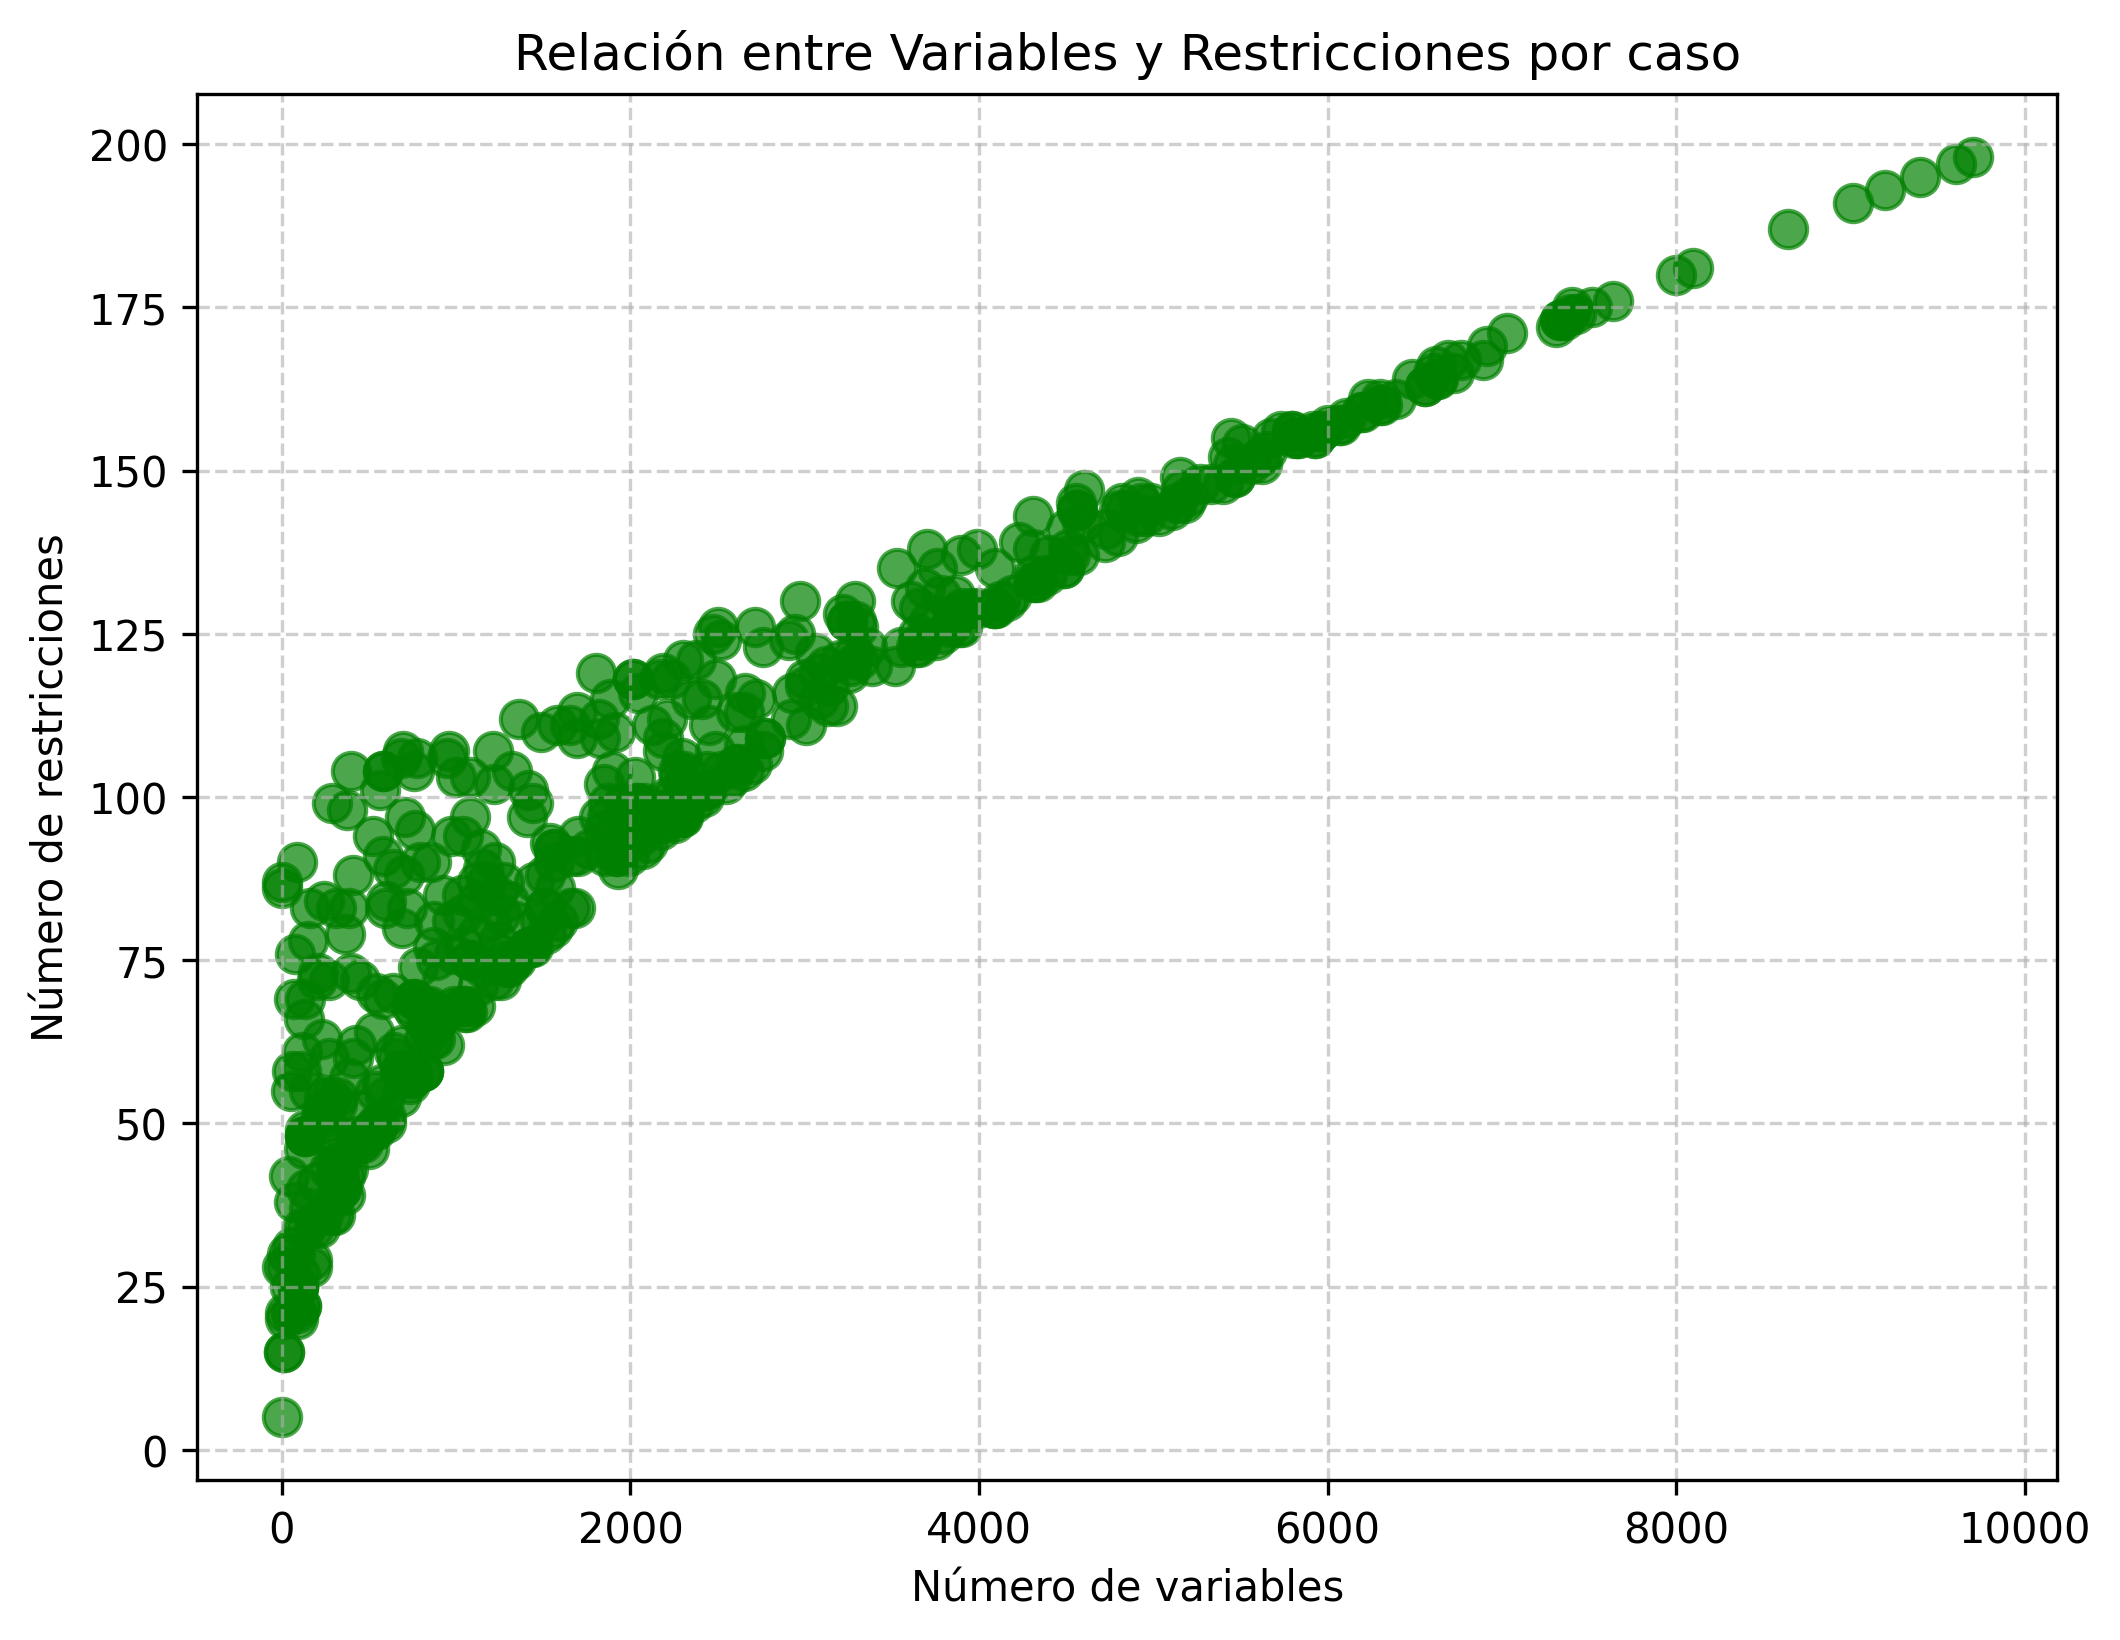 Relación entre Variables y Restricciones por caso
Número de restricciones
200
175
150
125
100
75
50
25
0
0 2000 4000 6000 8000 10000
Número de variables